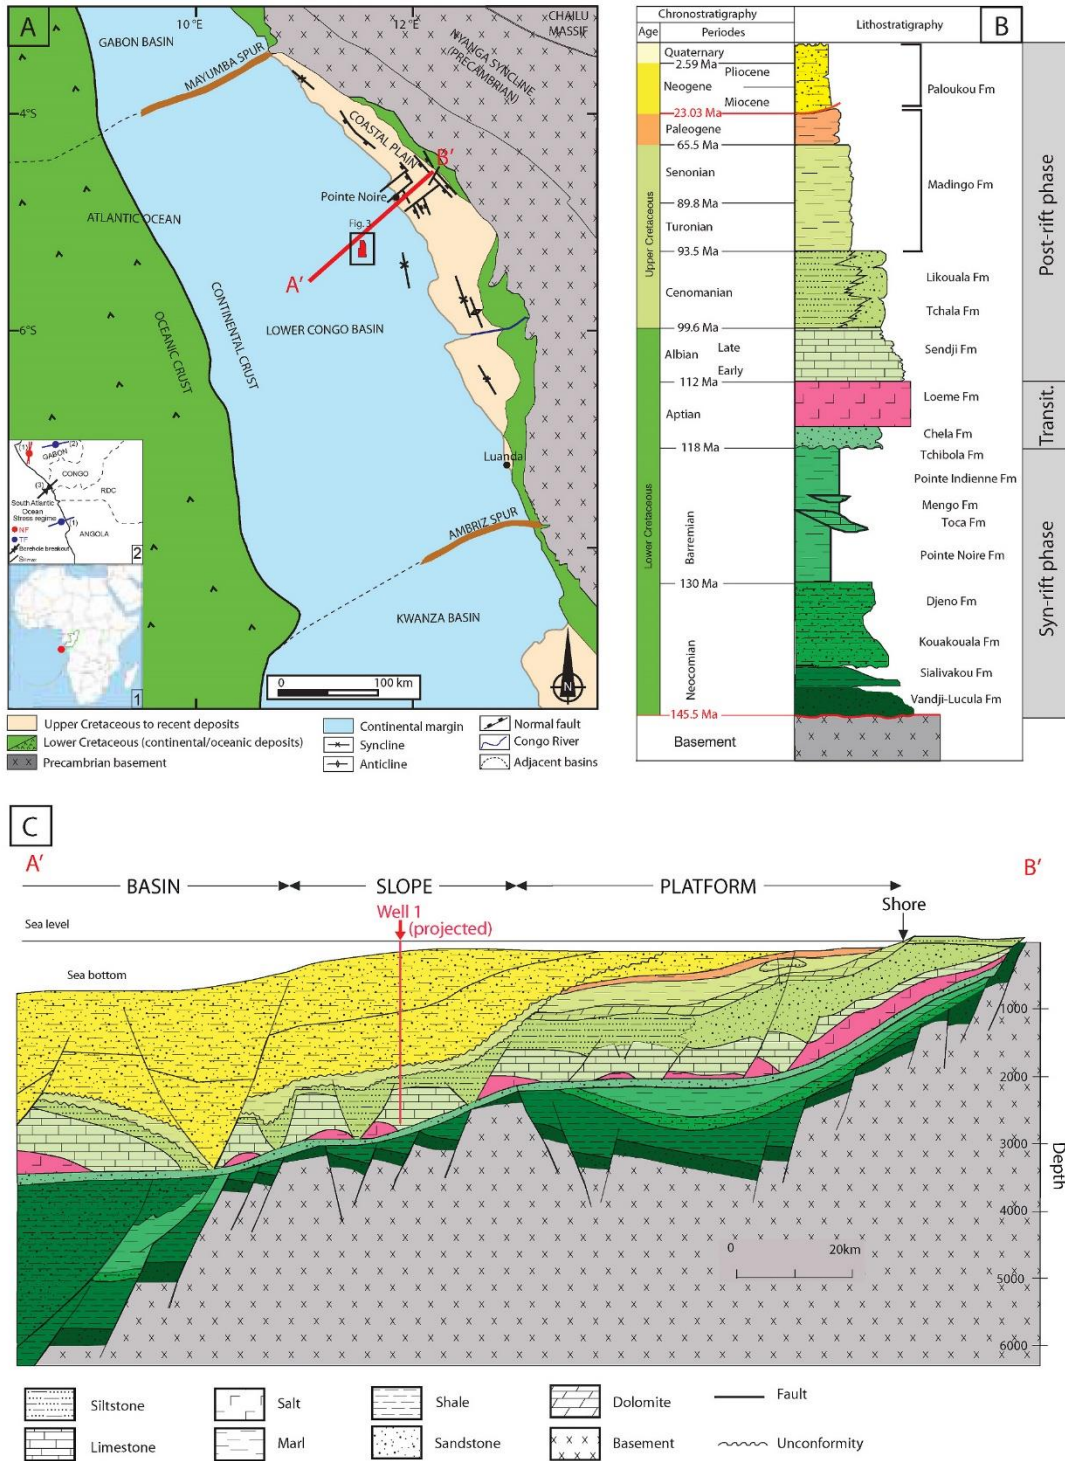 A
GABON BASIN
10 °E
12 °E
CHAILU
MASSIF
MAYUMBA SPUR
NYANGA SYNCLINE
(PRECAMBRIAN)
4°S
COASTAL PLAIN
B'
Pointe Noire
ATLANTIC OCEAN
Fig. 3
A'
CONTINENTAL CRUST
OCEANIC CRUST
LOWER CONGO BASIN
6°S
Luanda
AMBRIZ SPUR
KWANZA BASIN
(1)
(2)
GABON
CONGO
(3)
RDC
South Atlantic
Ocean
Stress regime
NF
TF
(1)
ANGOLA
Borehole breakout
2
1
0
100 km
N
Upper Cretaceous to recent deposits
Lower Cretaceous (continental/oceanic deposits)
Precambrian basement
Continental margin
Syncline
Anticline
Normal fault
Congo River
Adjacent basins
B
Chronostratigraphy
Lithostratigraphy
Age
Periodes
Quaternary
2.59 Ma
Pliocene
Neogene
Miocene
23.03 Ma
Paleogene
65.5 Ma
Senonian
89.8 Ma
Turonian
93.5 Ma
Cenomanian
99.6 Ma
Albian
Late
Early
112 Ma
Aptian
118 Ma
Barremian
130 Ma
Neocomian
145.5 Ma
Basement
Upper Cretaceous
Lower Cretaceous
Paloukou Fm
Madingo Fm
Likouala Fm
Tchala Fm
Sendji Fm
Loeme Fm
Chela Fm
Tchibola Fm
Pointe Indienne Fm
Mengo Fm
Toca Fm
Pointe Noire Fm
Djeno Fm
Kouakouala Fm
Sialivakou Fm
Vandji-Lucula Fm
Post-rift phase
Transit.
Syn-rift phase
C
A'
B'
BASIN
SLOPE
PLATFORM
Shore
Well 1
(projected)
Sea level
Sea bottom
1000
2000
3000
4000
5000
6000
Depth
0
20km
Siltstone
Salt
Shale
Dolomite
Fault
Limestone
Marl
Sandstone
Basement
Unconformity